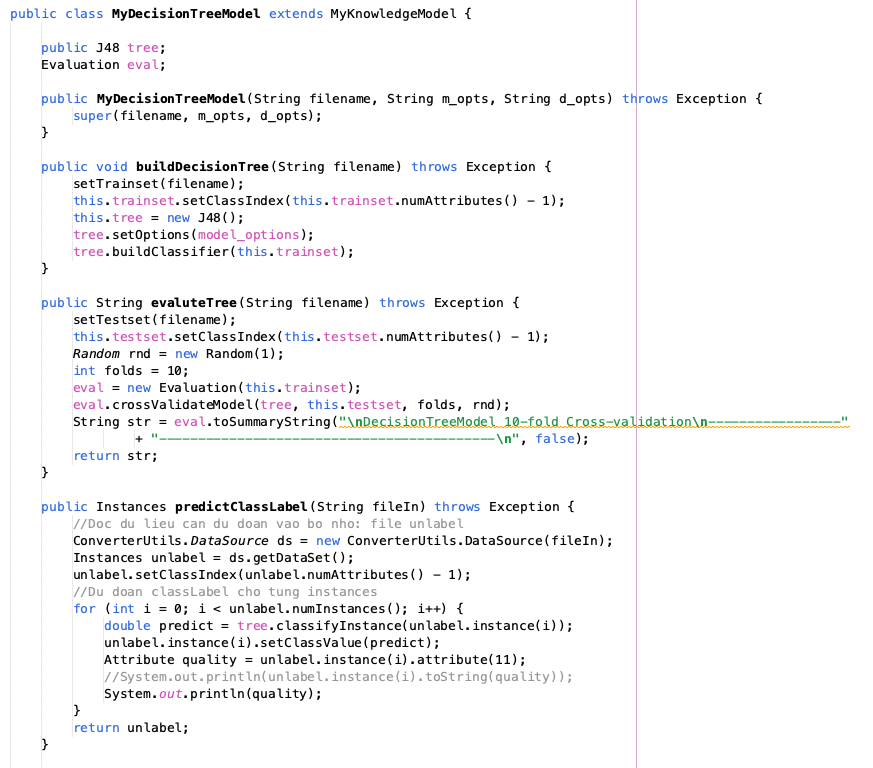 public class MyDecisionTreeModel extends MyKnowledgeModel {
public J48 tree;
Evaluation eval;
public MyDecisionTreeModel(String filename, String m_opts, String d_opts) throws Exception {
super(filename, m_opts, d_opts);
}
public void buildDecisionTree(String filename) throws Exception {
setTrainset(filename);
this.trainset.setClassIndex(this.trainset.numAttributes() - 1);
this.tree = new J48();
tree.setOptions(model_options);
tree.buildClassifier(this.trainset);
}
public String evaluteTree(String filename) throws Exception {
setTestset(filename);
this.testset.setClassIndex(this.testset.numAttributes() - 1);
Random rnd = new Random(1);
int folds = 10;
eval = new Evaluation(this.trainset);
eval.crossValidateModel(tree, this.testset, folds, rnd);
String str = eval.toSummaryString("\nDecisionTreeModel 10-fold Cross-validation\n-----------------"
+ "-------------------------------------------\n", false);
return str;
}
public Instances predictClassLabel(String fileIn) throws Exception {
//Doc du lieu can du doan vao bo nho: file unlabel
ConverterUtils.DataSource ds = new ConverterUtils.DataSource(fileIn);
Instances unlabel = ds.getDataSet();
unlabel.setClassIndex(unlabel.numAttributes() - 1);
//Du doan classLabel cho tung instances
for (int i = 0; i < unlabel.numInstances(); i++) {
double predict = tree.classifyInstance(unlabel.instance(i));
unlabel.instance(i).setClassValue(predict);
Attribute quality = unlabel.instance(i).attribute(11);
//System.out.println(unlabel.instance(i).toString(quality));
System.out.println(quality);
}
return unlabel;
}